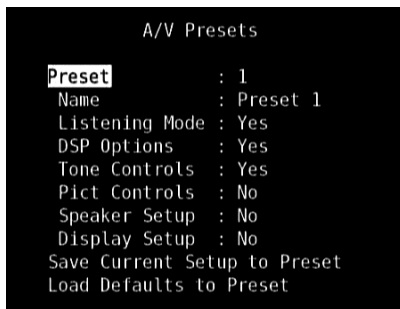 A/V Presets
Preset : 1
Name : Preset 1
Listening Mode : Yes
DSP Options : Yes
Tone Controls : Yes
Pict Controls : No
Speaker Setup : No
Display Setup : No
Save Current Setup to Preset
Load Defaults to Preset